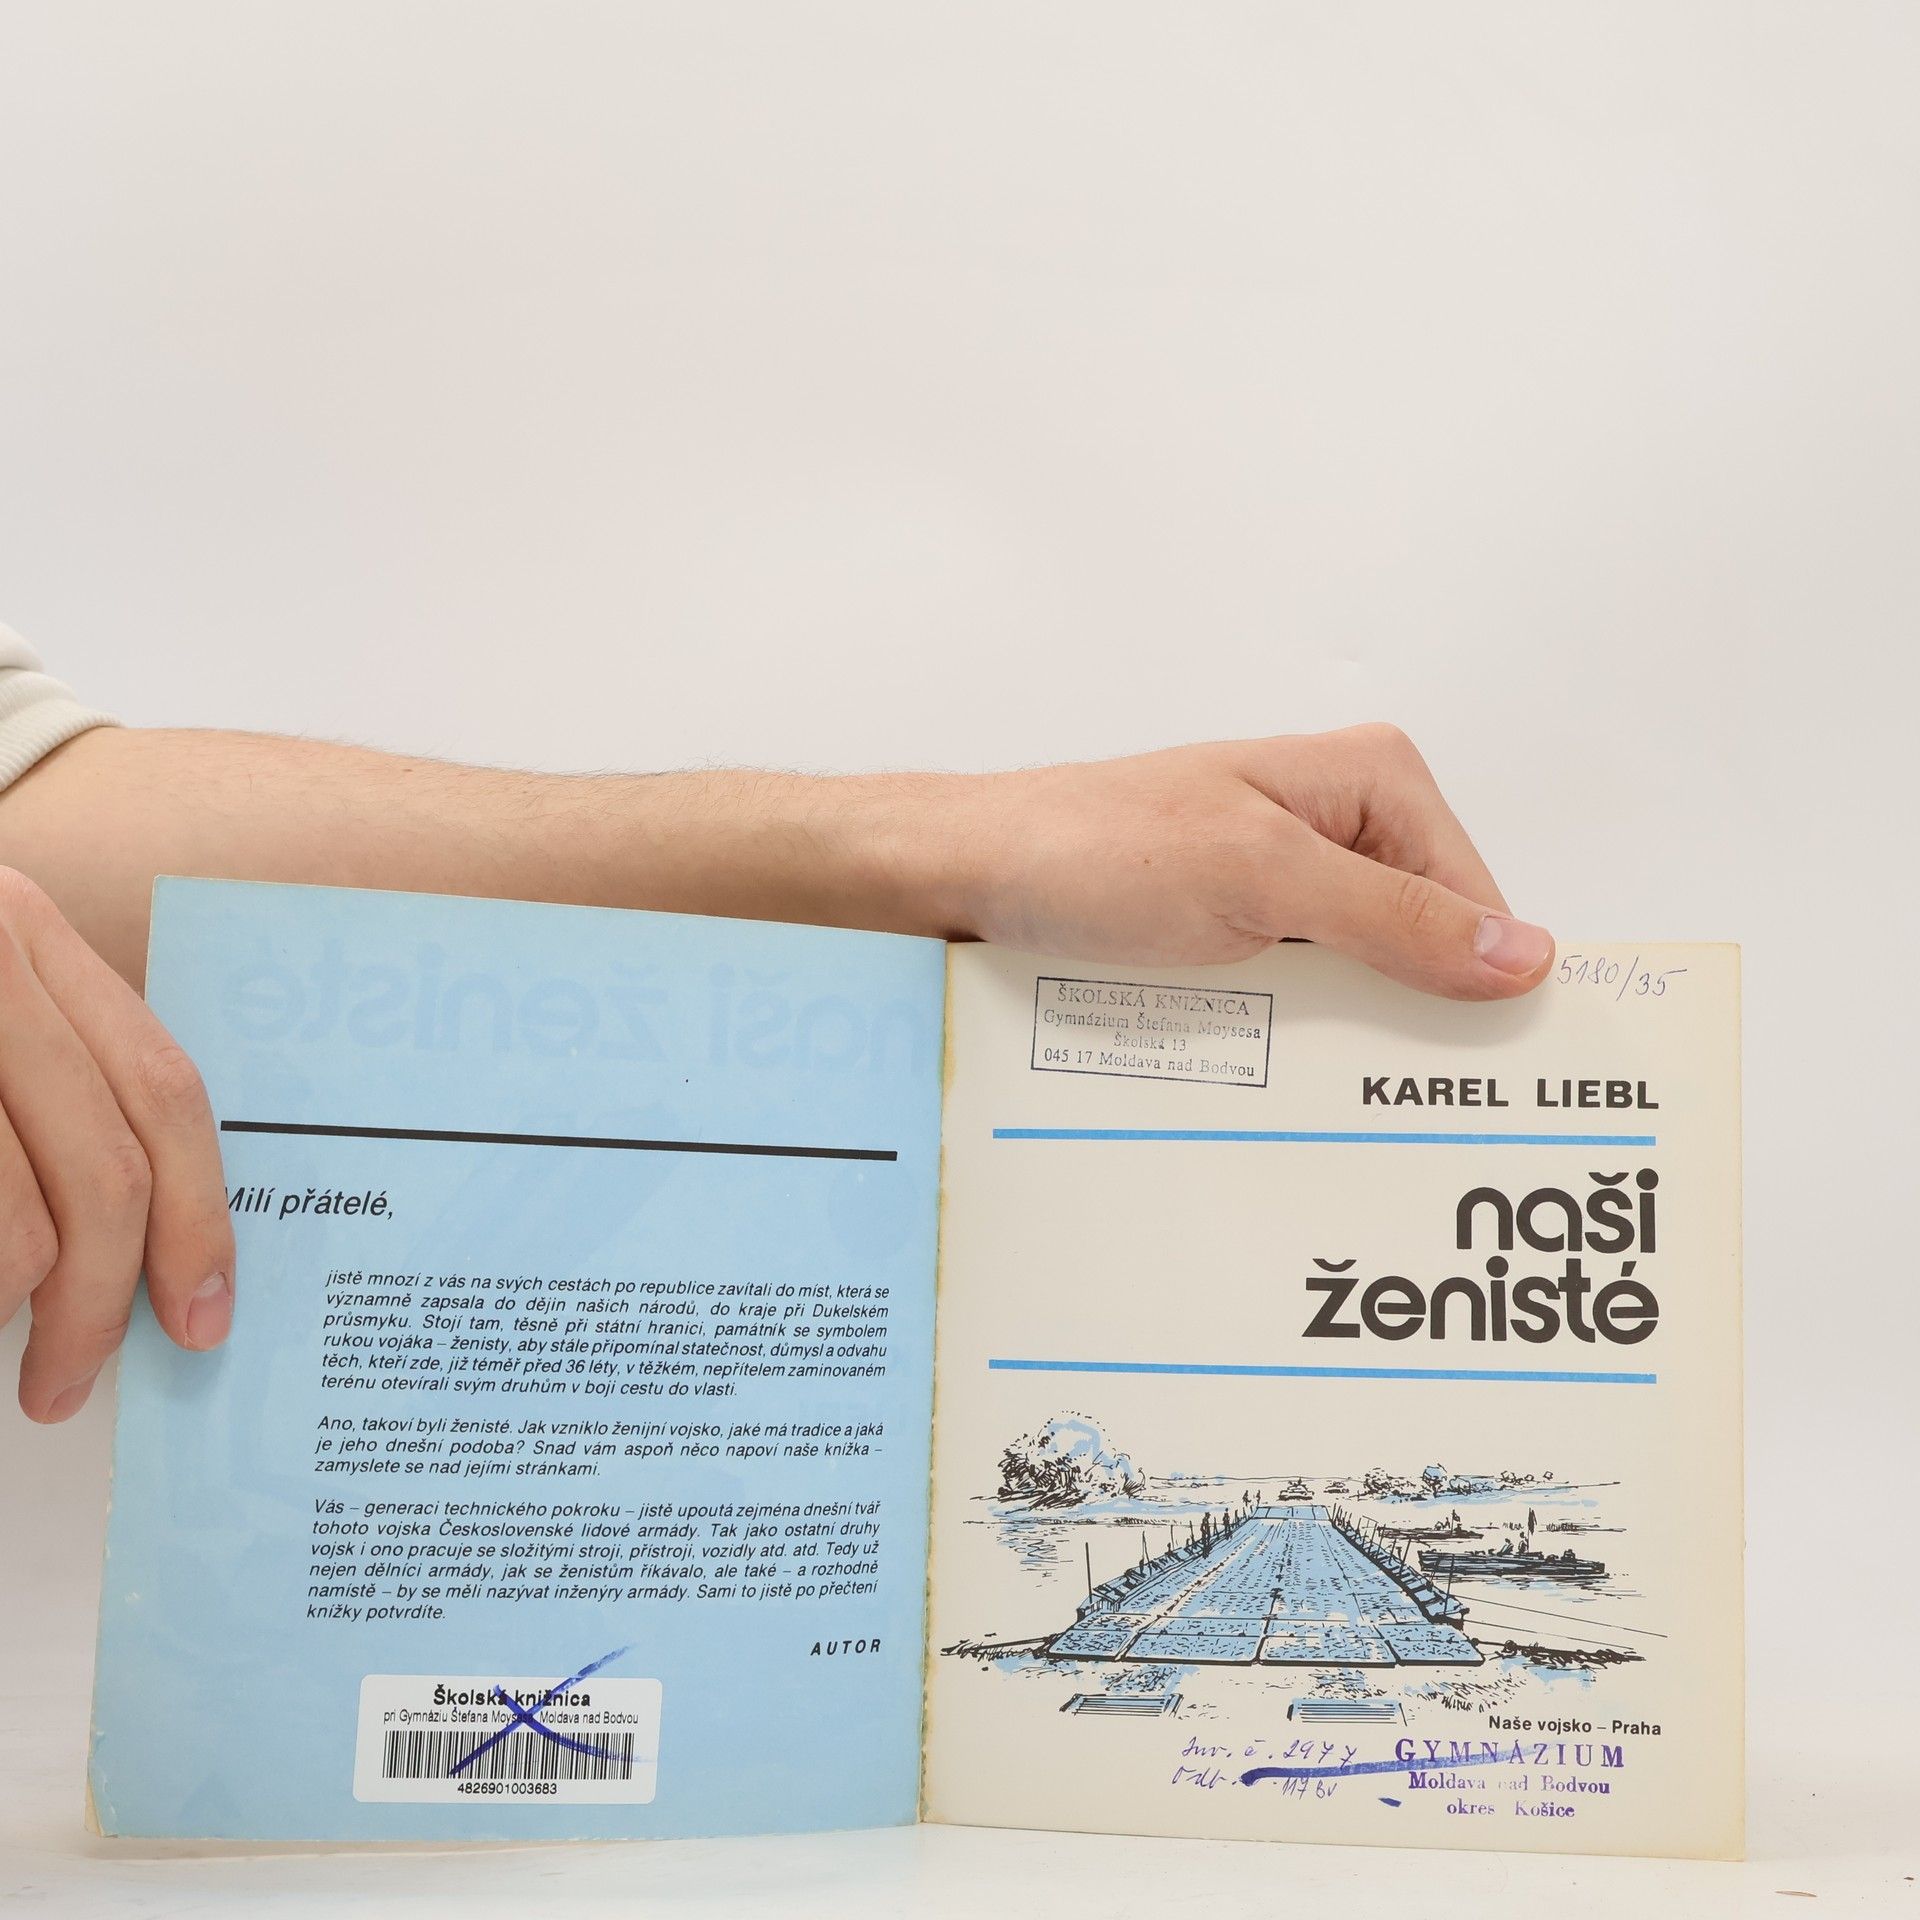 Milí přátelé,
jistě mnozí z vás na svých cestách po republice zavítali do míst, která se
významně zapsala do dějin našich národů, do kraje při Dukelském
průsmyku. Stojí tam, těsně při státní hranici, památník se symbolem
rukou vojáka – ženisty, aby stále připomínal statečnost, důmysl a odvahu
těch, kteří zde, již téměř před 36 léty, v těžkém, nepřítelem zaminovaném
terénu otevírali svým druhům v boji cestu do vlasti.
Ano, takoví byli ženisté. Jak vzniklo ženijní vojsko, jaké má tradice a jaká
je jeho dnešní podoba? Snad vám aspoň něco napoví naše knížka –
zamyslete se nad jejími stránkami.
Vás – generaci technického pokroku – jistě upoutá zejména dnešní tvář
tohoto vojska Československé lidové armády. Tak jako ostatní druhy
vojsk i ono pracuje se složitými stroji, přístroji, vozidly atd. atd. Tedy už
nejen dělníci armády, jak se ženistům říkávalo, ale také – a rozhodně
namístě – by se měli nazývat inženýry armády. Sami to jistě po přečtení
knížky potvrdíte.
AUTOR
Školská knižnica
pri Gymnáziu Štefana Moysesa, Moldava nad Bodvou
4826901003683
5180/35
ŠKOLSKÁ KNIŽNICA
Gymnázium Štefana Moysesa
Školská 13
045 17 Moldava nad Bodvou
KAREL LIEBL
naši
ženisté
Naše vojsko – Praha
Inv. č. 2977
GYMNÁZIUM
Moldava nad Bodvou
okres Košice